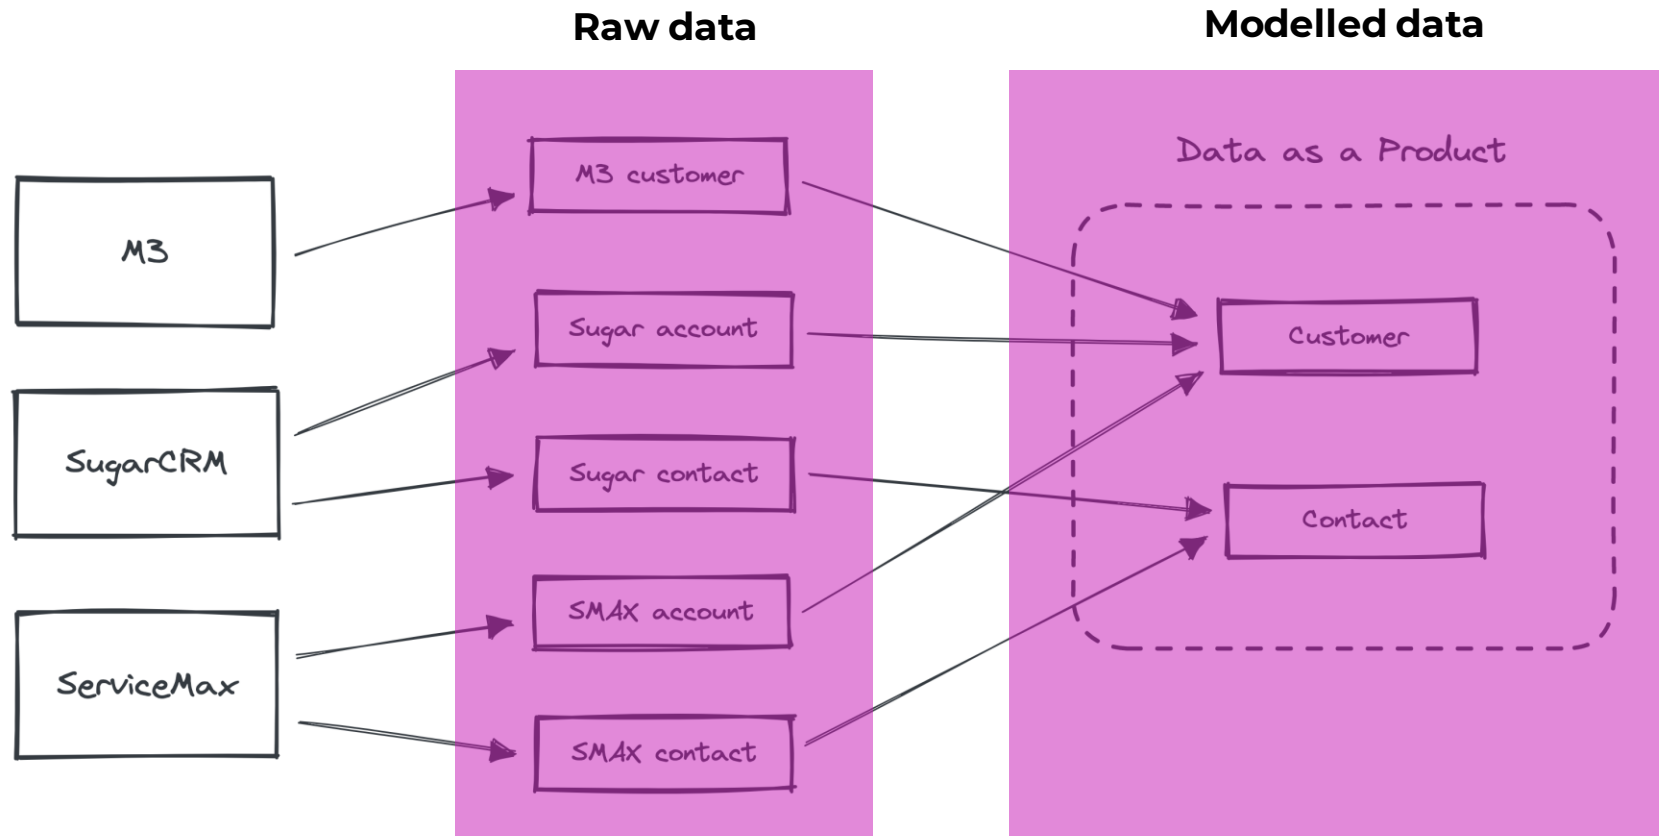 Raw data
Modelled data
Data as a Product
M3
SugarCRM
ServiceMax
M3 customer
Sugar account
Sugar contact
SMAX account
SMAX contact
Customer
Contact